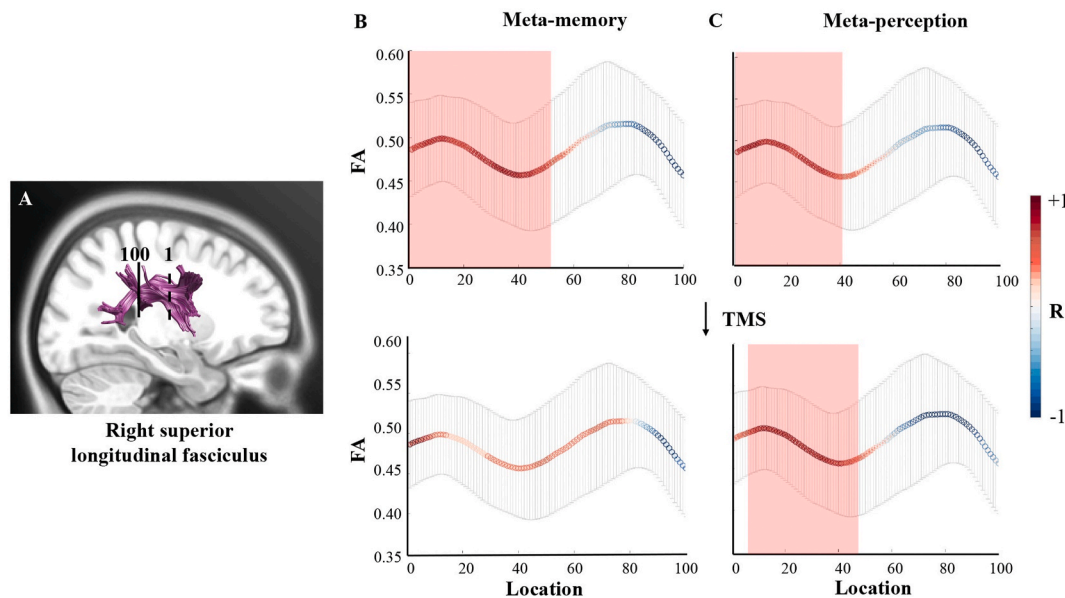 B
Meta-memory
C
Meta-perception
0.60
0.55
0.50
0.45
0.40
0.35
FA
0 20 40 60 80 100
0 20 40 60 80 100
A
100 1
Right superior
longitudinal fasciculus
TMS
+1
R
-1
0.60
0.55
0.50
0.45
0.40
0.35
FA
0 20 40 60 80 100
Location
0 20 40 60 80 100
Location